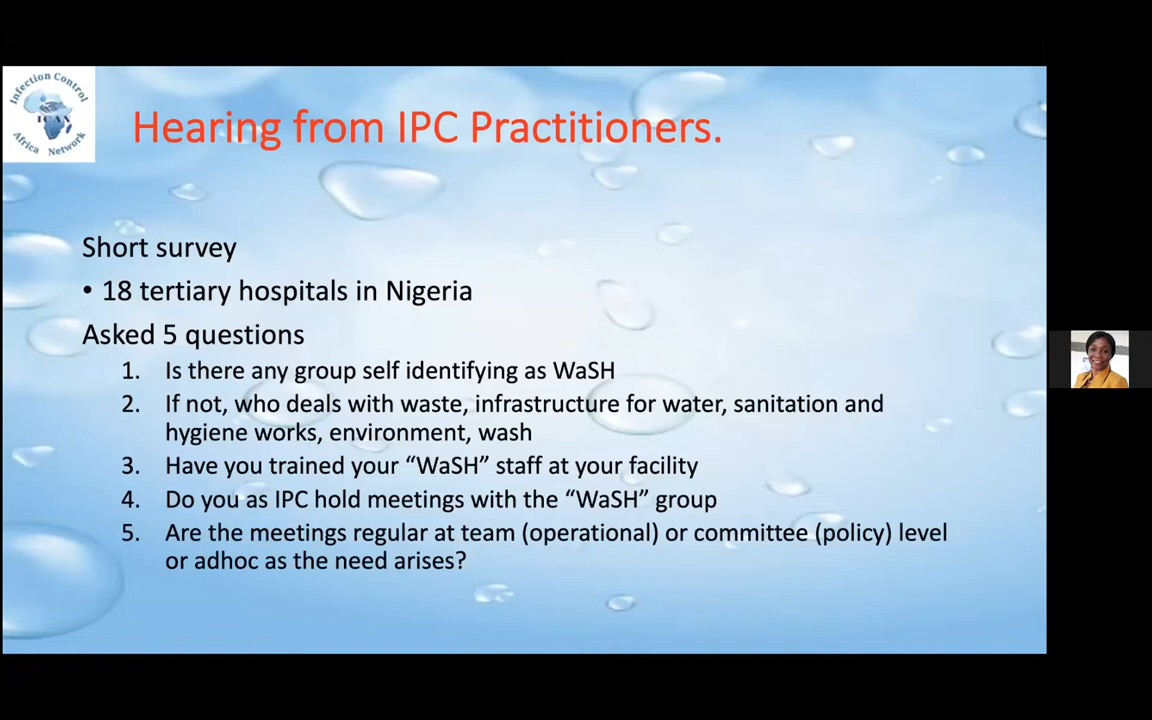 Infection Control
ICAN
Africa Network
Hearing from IPC Practitioners.
Short survey
• 18 tertiary hospitals in Nigeria
Asked 5 questions
1. Is there any group self identifying as WaSH
2. If not, who deals with waste, infrastructure for water, sanitation and
hygiene works, environment, wash
3. Have you trained your “WaSH” staff at your facility
4. Do you as IPC hold meetings with the “WaSH” group
5. Are the meetings regular at team (operational) or committee (policy) level
or adhoc as the need arises?